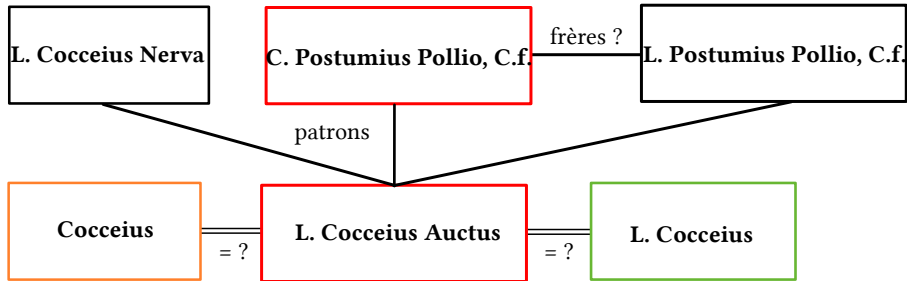 L. Cocceius Nerva
C. Postumius Pollio, C.f.
frères ?
L. Postumius Pollio, C.f.
patrons
Cocceius
= ?
L. Cocceius Auctus
= ?
L. Cocceius